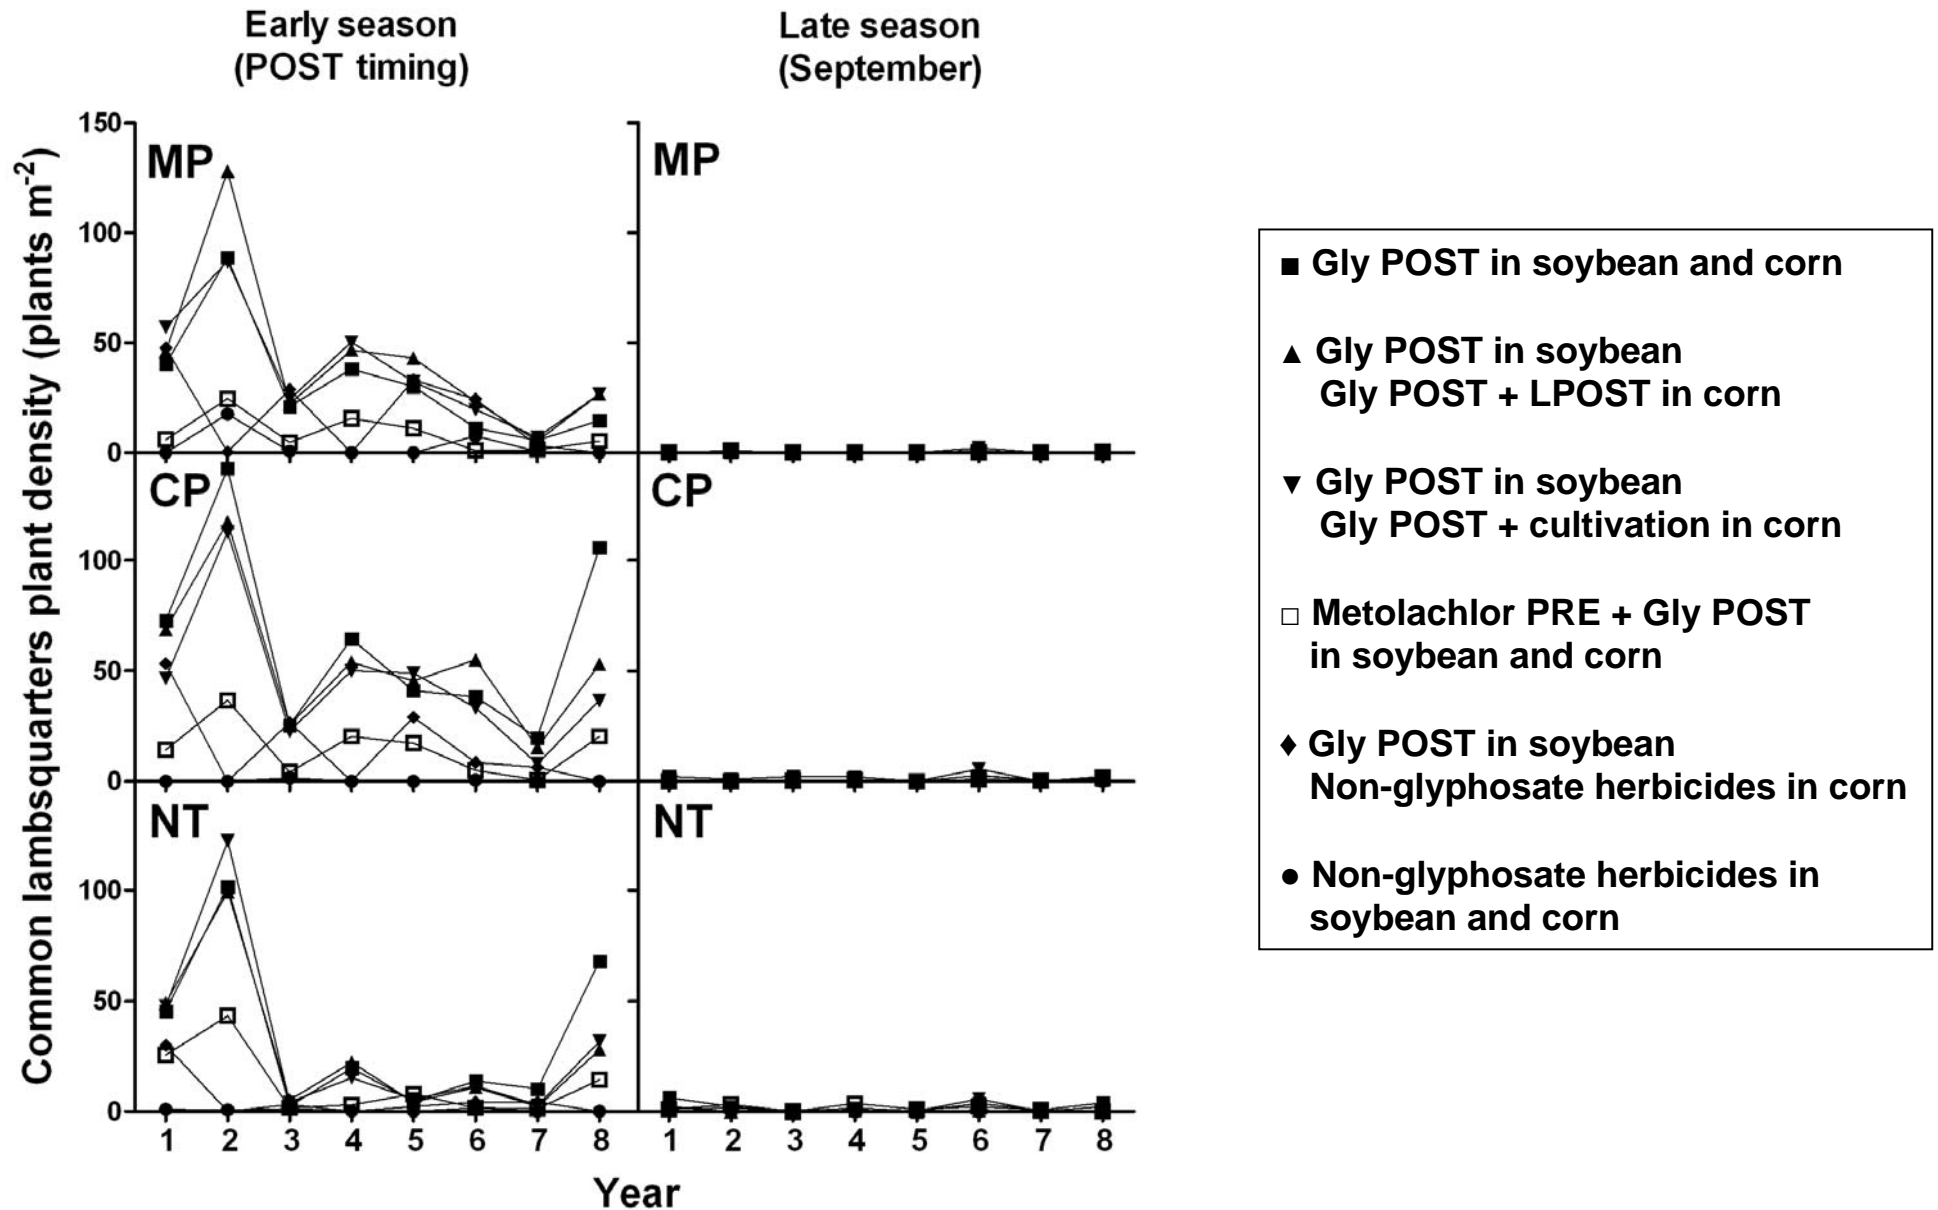 Early season
(POST timing)
Late season
(September)
Common lambsquarters plant density (plants m-2)
150
100
50
0
MP
MP
100
50
0
CP
CP
100
50
0
NT
NT
1 2 3 4 5 6 7 8
1 2 3 4 5 6 7 8
Year
■ Gly POST in soybean and corn
▲ Gly POST in soybean
Gly POST + LPOST in corn
▼ Gly POST in soybean
Gly POST + cultivation in corn
□ Metolachlor PRE + Gly POST
in soybean and corn
♦ Gly POST in soybean
Non-glyphosate herbicides in corn
● Non-glyphosate herbicides in
soybean and corn